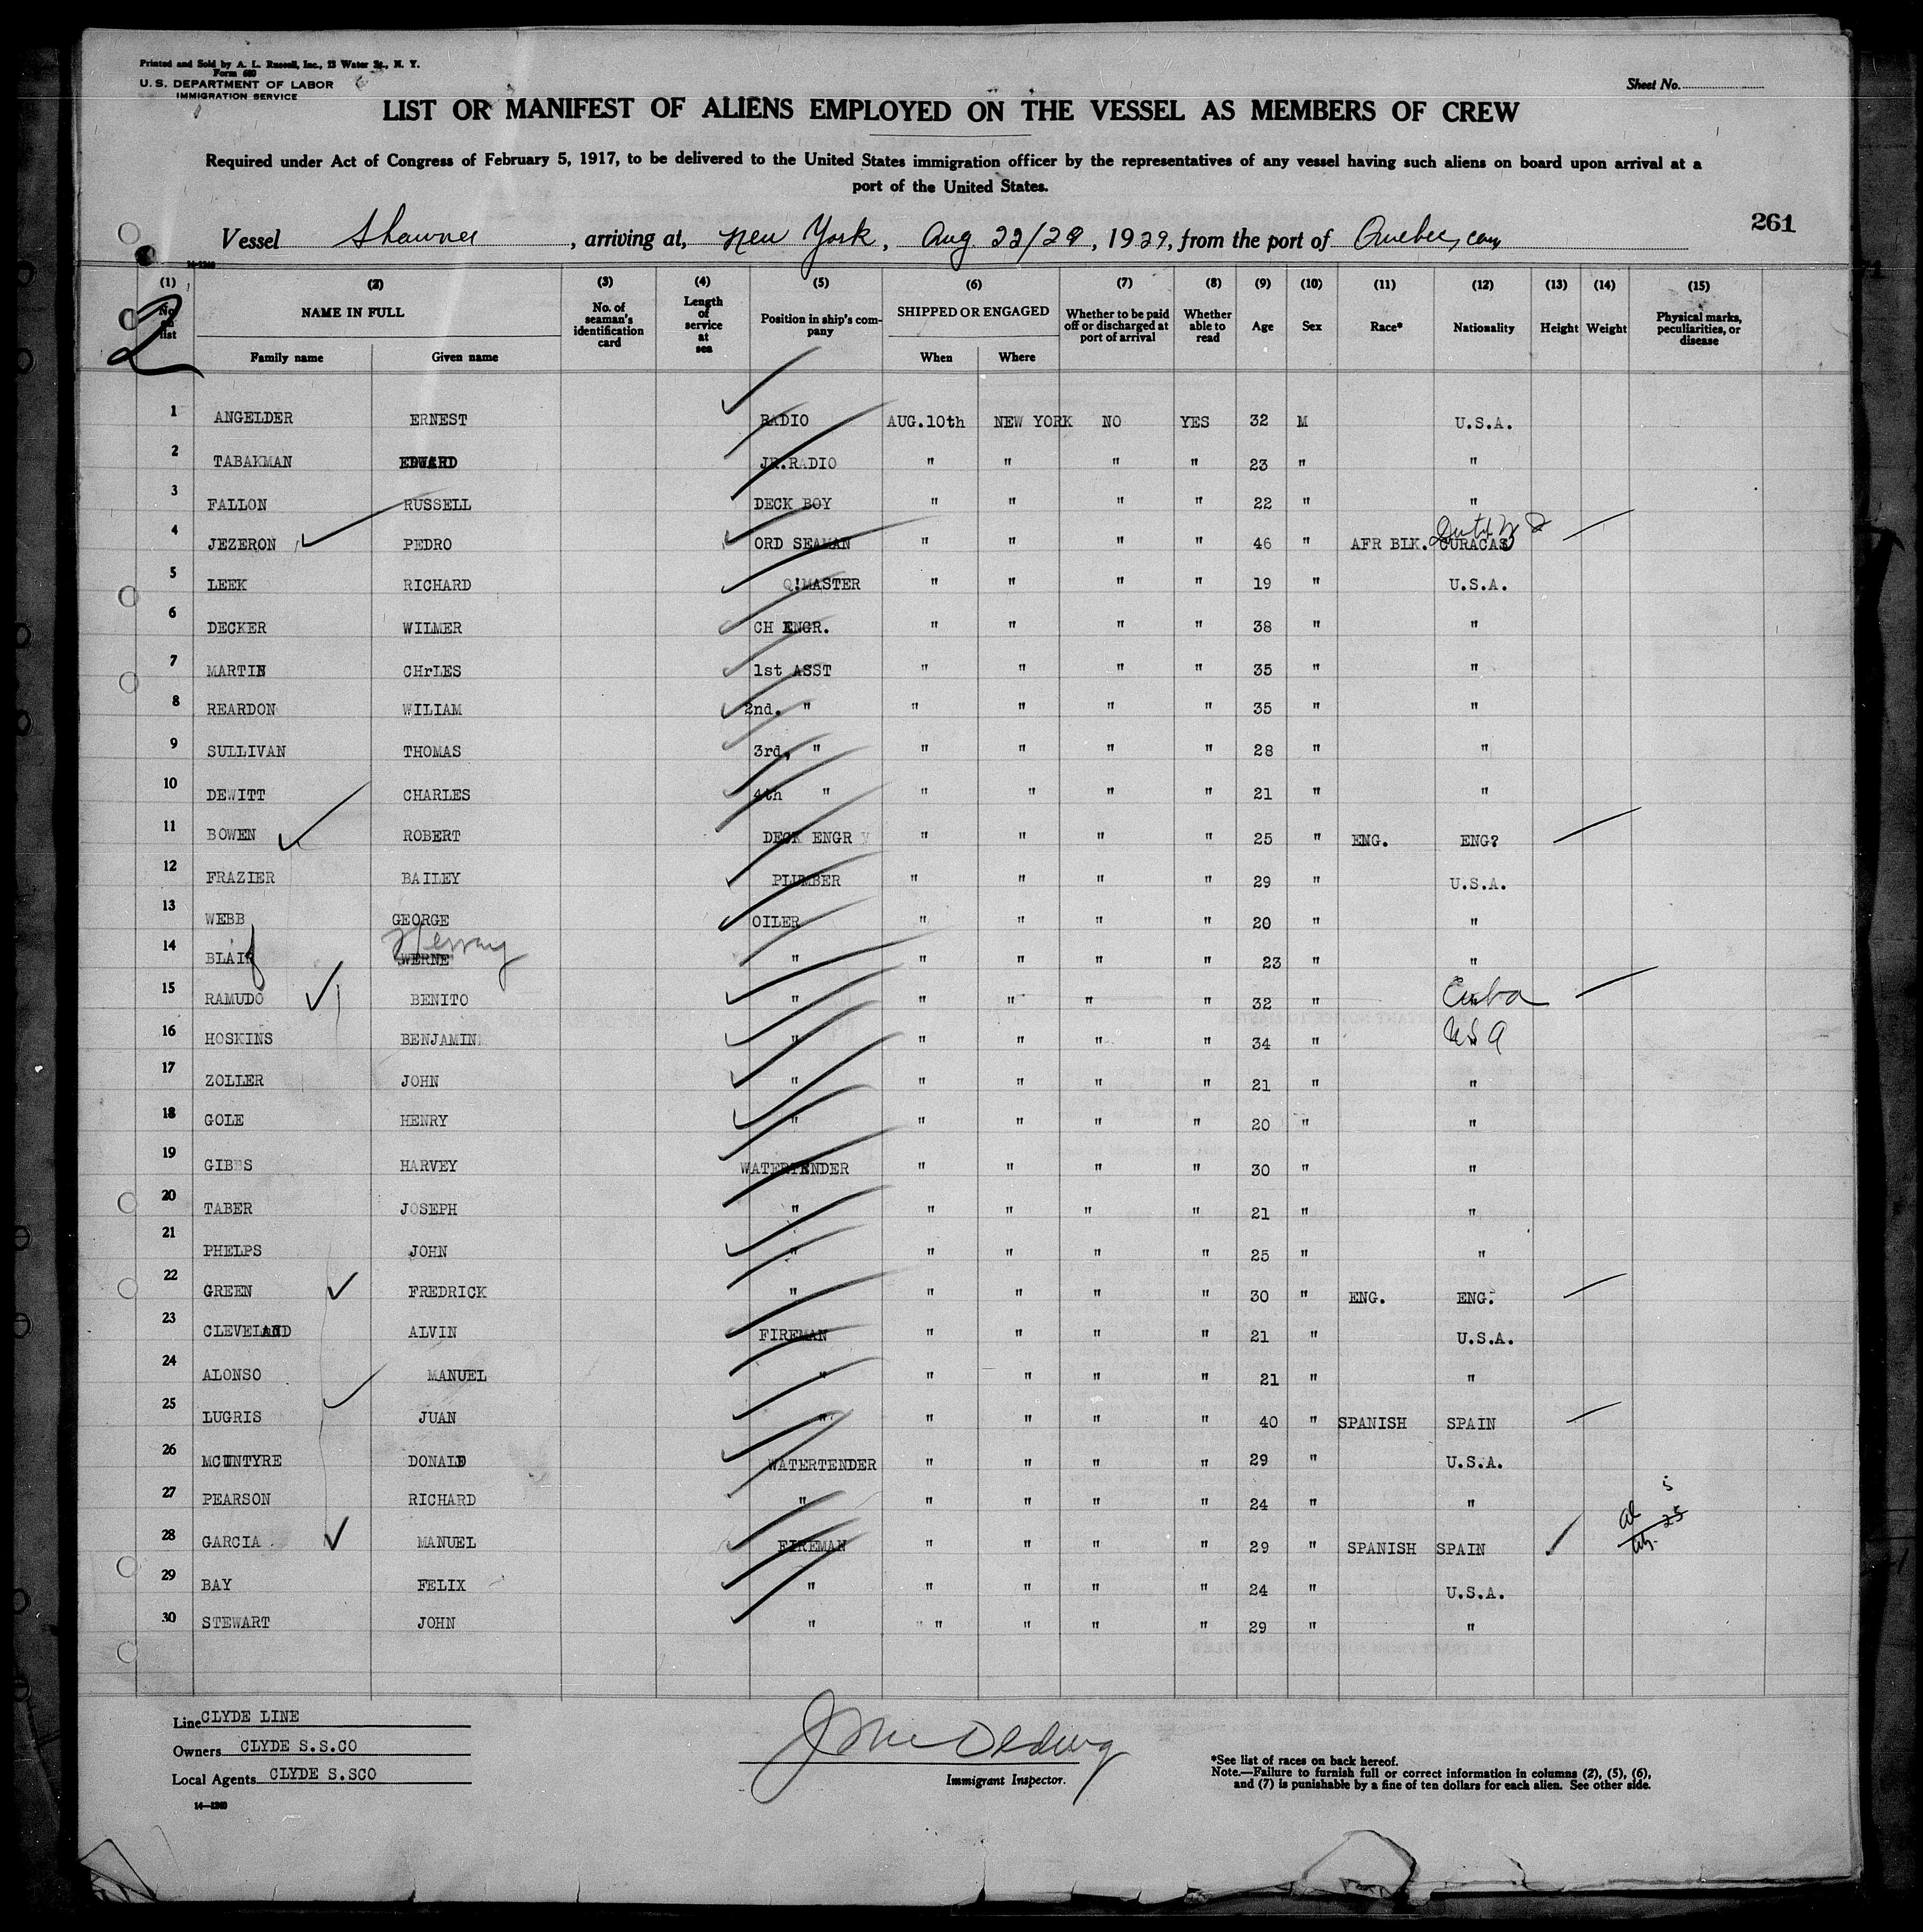 Printed and Sold by A. L. Russell, Inc., 13 Water St., N. Y.
Form 680
U. S. DEPARTMENT OF LABOR
IMMIGRATION SERVICE
Sheet No.
LIST OR MANIFEST OF ALIENS EMPLOYED ON THE VESSEL AS MEMBERS OF CREW
Required under Act of Congress of February 5, 1917, to be delivered to the United States immigration officer by the representatives of any vessel having such aliens on board upon arrival at a
port of the United States.
261
Vessel Shawnee, arriving at, New York, Aug 22/29, 1929, from the port of Quebec, can
14-1240
(1) (2) (3) (4) (5) (6) (7) (8) (9) (10) (11) (12) (13) (14) (15)
No. on list NAME IN FULL No. of seaman's identification card Length of service at sea Position in ship's company SHIPPED OR ENGAGED Whether to be paid off or discharged at port of arrival Whether able to read Age Sex Race* Nationality Height Weight Physical marks, peculiarities, or disease
Family name Given name When Where
2
1 ANGELDER ERNEST RADIO AUG.10th NEW YORK NO YES 32 M U.S.A.
2 TABAKMAN EDWARD JR.RADIO " " " " 23 " "
3 FALLON RUSSELL DECK BOY " " " " 22 " "
4 JEZERON PEDRO ORD SEAMAN " " " " 46 " AFR BLK. CURACAS
5 LEEK RICHARD Q!MASTER " " " " 19 " U.S.A.
6 DECKER WILMER CH ENGR. " " " " 38 " "
7 MARTIN CHrLES 1st ASST " " " " 35 " "
8 REARDON WILIAM 2nd. " " " " " 35 " "
9 SULLIVAN THOMAS 3rd, " " " " " 28 " "
10 DEWITT CHARLES 4th " " " " " 21 " "
11 BOWEN ROBERT DECK ENGR " " " " 25 " ENG. ENG?
12 FRAZIER BAILEY PLUMBER " " " " 29 " U.S.A.
13 WEBB GEORGE OILER " " " " 20 " "
14 BLAIR WERNE " " " " " 23 " "
15 RAMUDO BENITO " " " " " 32 " Cuba
16 HOSKINS BENJAMIN " " " " " 34 " U S A
17 ZOLLER JOHN " " " " " 21 " "
18 GOLE HENRY " " " " " 20 " "
19 GIBBS HARVEY WATERTENDER " " " " 30 " "
20 TABER JOSEPH " " " " " 21 " "
21 PHELPS JOHN " " " " " 25 " "
22 GREEN FREDRICK " " " " " 30 " ENG. ENG.
23 CLEVELAND ALVIN FIREMAN " " " " 21 " U.S.A.
24 ALONSO MANUEL " " " " " 21 " "
25 LUGRIS JUAN " " " " " 40 " SPANISH SPAIN
26 MCINTYRE DONALD WATERTENDER " " " " 29 " U.S.A.
27 PEARSON RICHARD " " " " " 24 " "
28 GARCIA MANUEL FIREMAN " " " " 29 " SPANISH SPAIN
29 BAY FELIX " " " " " 24 " U.S.A.
30 STEWART JOHN " " " " " 29 " "
Line CLYDE LINE
Owners CLYDE S.S.CO
Local Agents CLYDE S.SCO
14-1240
Immigrant Inspector.
*See list of races on back hereof.
Note.—Failure to furnish full or correct information in columns (2), (5), (6),
and (7) is punishable by a fine of ten dollars for each alien. See other side.